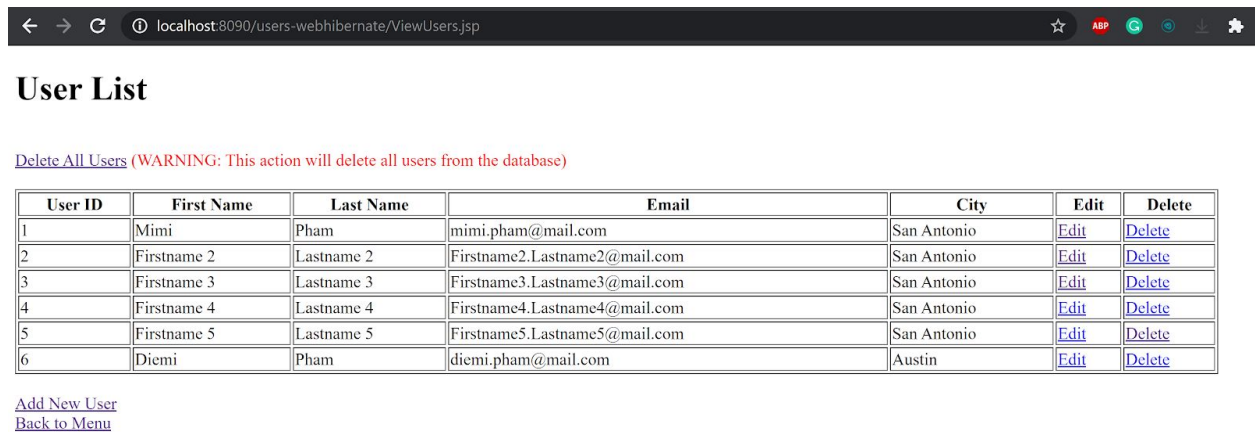 localhost:8090/users-webhibernate/ViewUsers.jsp ABP G
User List
Delete All Users (WARNING: This action will delete all users from the database)
User ID First Name Last Name Email City Edit Delete
1 Mimi Pham mimi.pham@mail.com San Antonio Edit Delete
2 Firstname 2 Lastname 2 Firstname2.Lastname2@mail.com San Antonio Edit Delete
3 Firstname 3 Lastname 3 Firstname3.Lastname3@mail.com San Antonio Edit Delete
4 Firstname 4 Lastname 4 Firstname4.Lastname4@mail.com San Antonio Edit Delete
5 Firstname 5 Lastname 5 Firstname5.Lastname5@mail.com San Antonio Edit Delete
6 Diemi Pham diemi.pham@mail.com Austin Edit Delete
Add New User
Back to Menu